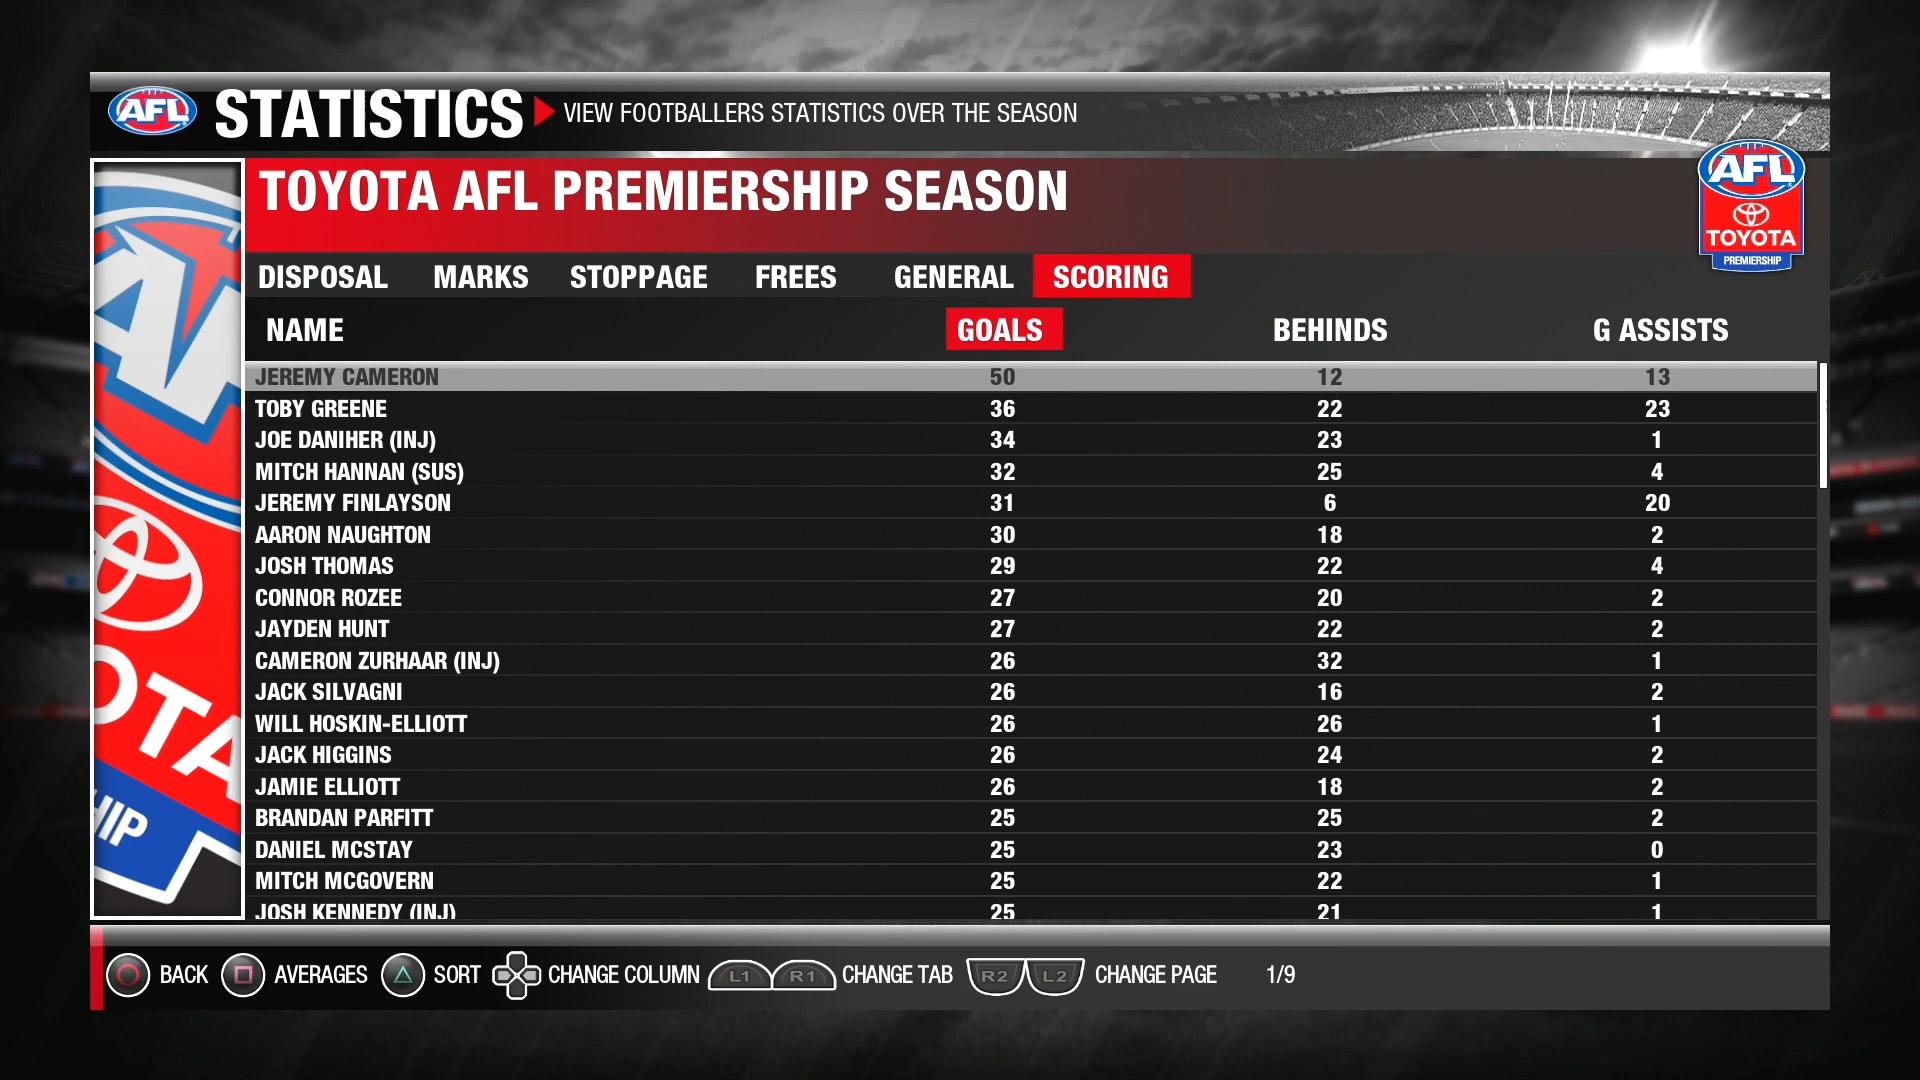 AFL STATISTICS VIEW FOOTBALLERS STATISTICS OVER THE SEASON
TOYOTA AFL PREMIERSHIP SEASON
AFL
TOYOTA
PREMIERSHIP
DISPOSAL MARKS STOPPAGE FREES GENERAL SCORING
NAME GOALS BEHINDS G ASSISTS
JEREMY CAMERON 50 12 13
TOBY GREENE 36 22 23
JOE DANIHER (INJ) 34 23 1
MITCH HANNAN (SUS) 32 25 4
JEREMY FINLAYSON 31 6 20
AARON NAUGHTON 30 18 2
JOSH THOMAS 29 22 4
CONNOR ROZEE 27 20 2
JAYDEN HUNT 27 22 2
CAMERON ZURHAAR (INJ) 26 32 1
JACK SILVAGNI 26 16 2
WILL HOSKIN-ELLIOTT 26 26 1
JACK HIGGINS 26 24 2
JAMIE ELLIOTT 26 18 2
BRANDAN PARFITT 25 25 2
DANIEL MCSTAY 25 23 0
MITCH MCGOVERN 25 22 1
JOSH KENNEDY (INJ) 25 21 1
OTA
HIP
BACK AVERAGES SORT CHANGE COLUMN L1 R1 CHANGE TAB R2 L2 CHANGE PAGE 1/9